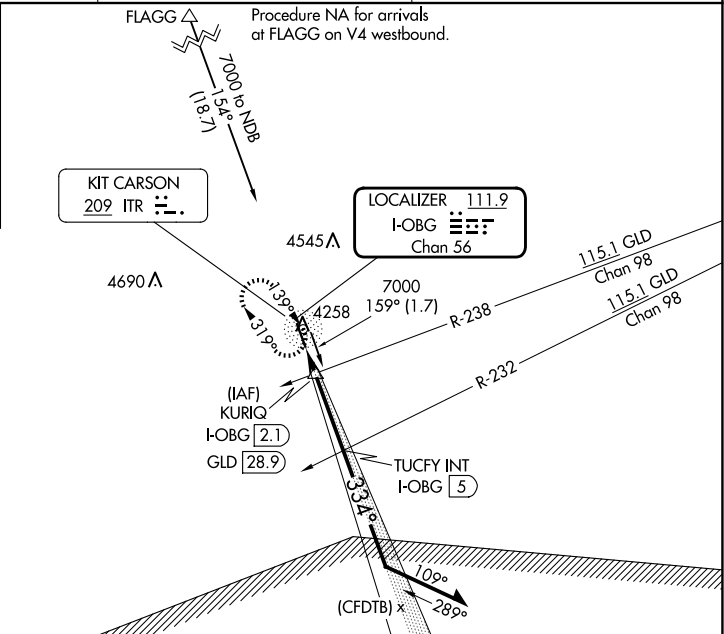 FLAGG
Procedure NA for arrivals
at FLAGG on V4 westbound.
7000 to NDB
154°
(18.7)
KIT CARSON
209 ITR
LOCALIZER 111.9
I-OBG
Chan 56
4545
4690
4258
139°
319°
7000
159° (1.7)
115.1 GLD
Chan 98
R-238
115.1 GLD
Chan 98
R-232
(IAF)
KURIQ
I-OBG 2.1
GLD 28.9
TUCFY INT
I-OBG 5
334°
109°
289°
(CFDTB) x